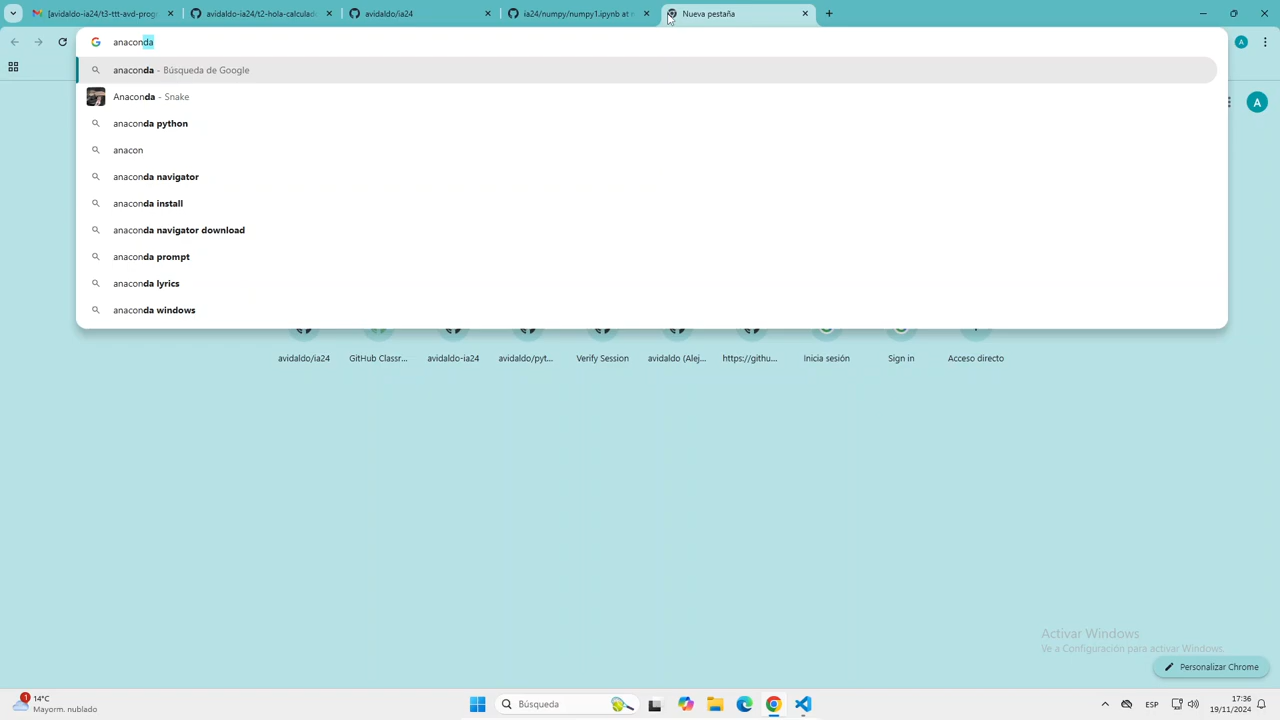 [avidaldo-ia24/t3-ttt-avd-prog
avidaldo-ia24/t2-hola-calculad
avidaldo/ia24
ia24/numpy/numpy1.ipynb at m
Nueva pestaña
anaconda
A
anaconda - Búsqueda de Google
Anaconda - Snake
A
anaconda python
anacon
anaconda navigator
anaconda install
anaconda navigator download
anaconda prompt
anaconda lyrics
anaconda windows
avidaldo/ia24
GitHub Classr...
avidaldo-ia24
avidaldo/pyt...
Verify Session
avidaldo (Alej...
https://githu...
Inicia sesión
Sign in
Acceso directo
Activar Windows
Ve a Configuración para activar Windows.
Personalizar Chrome
1
14°C
Mayorm. nublado
Búsqueda
ESP
17:36
19/11/2024